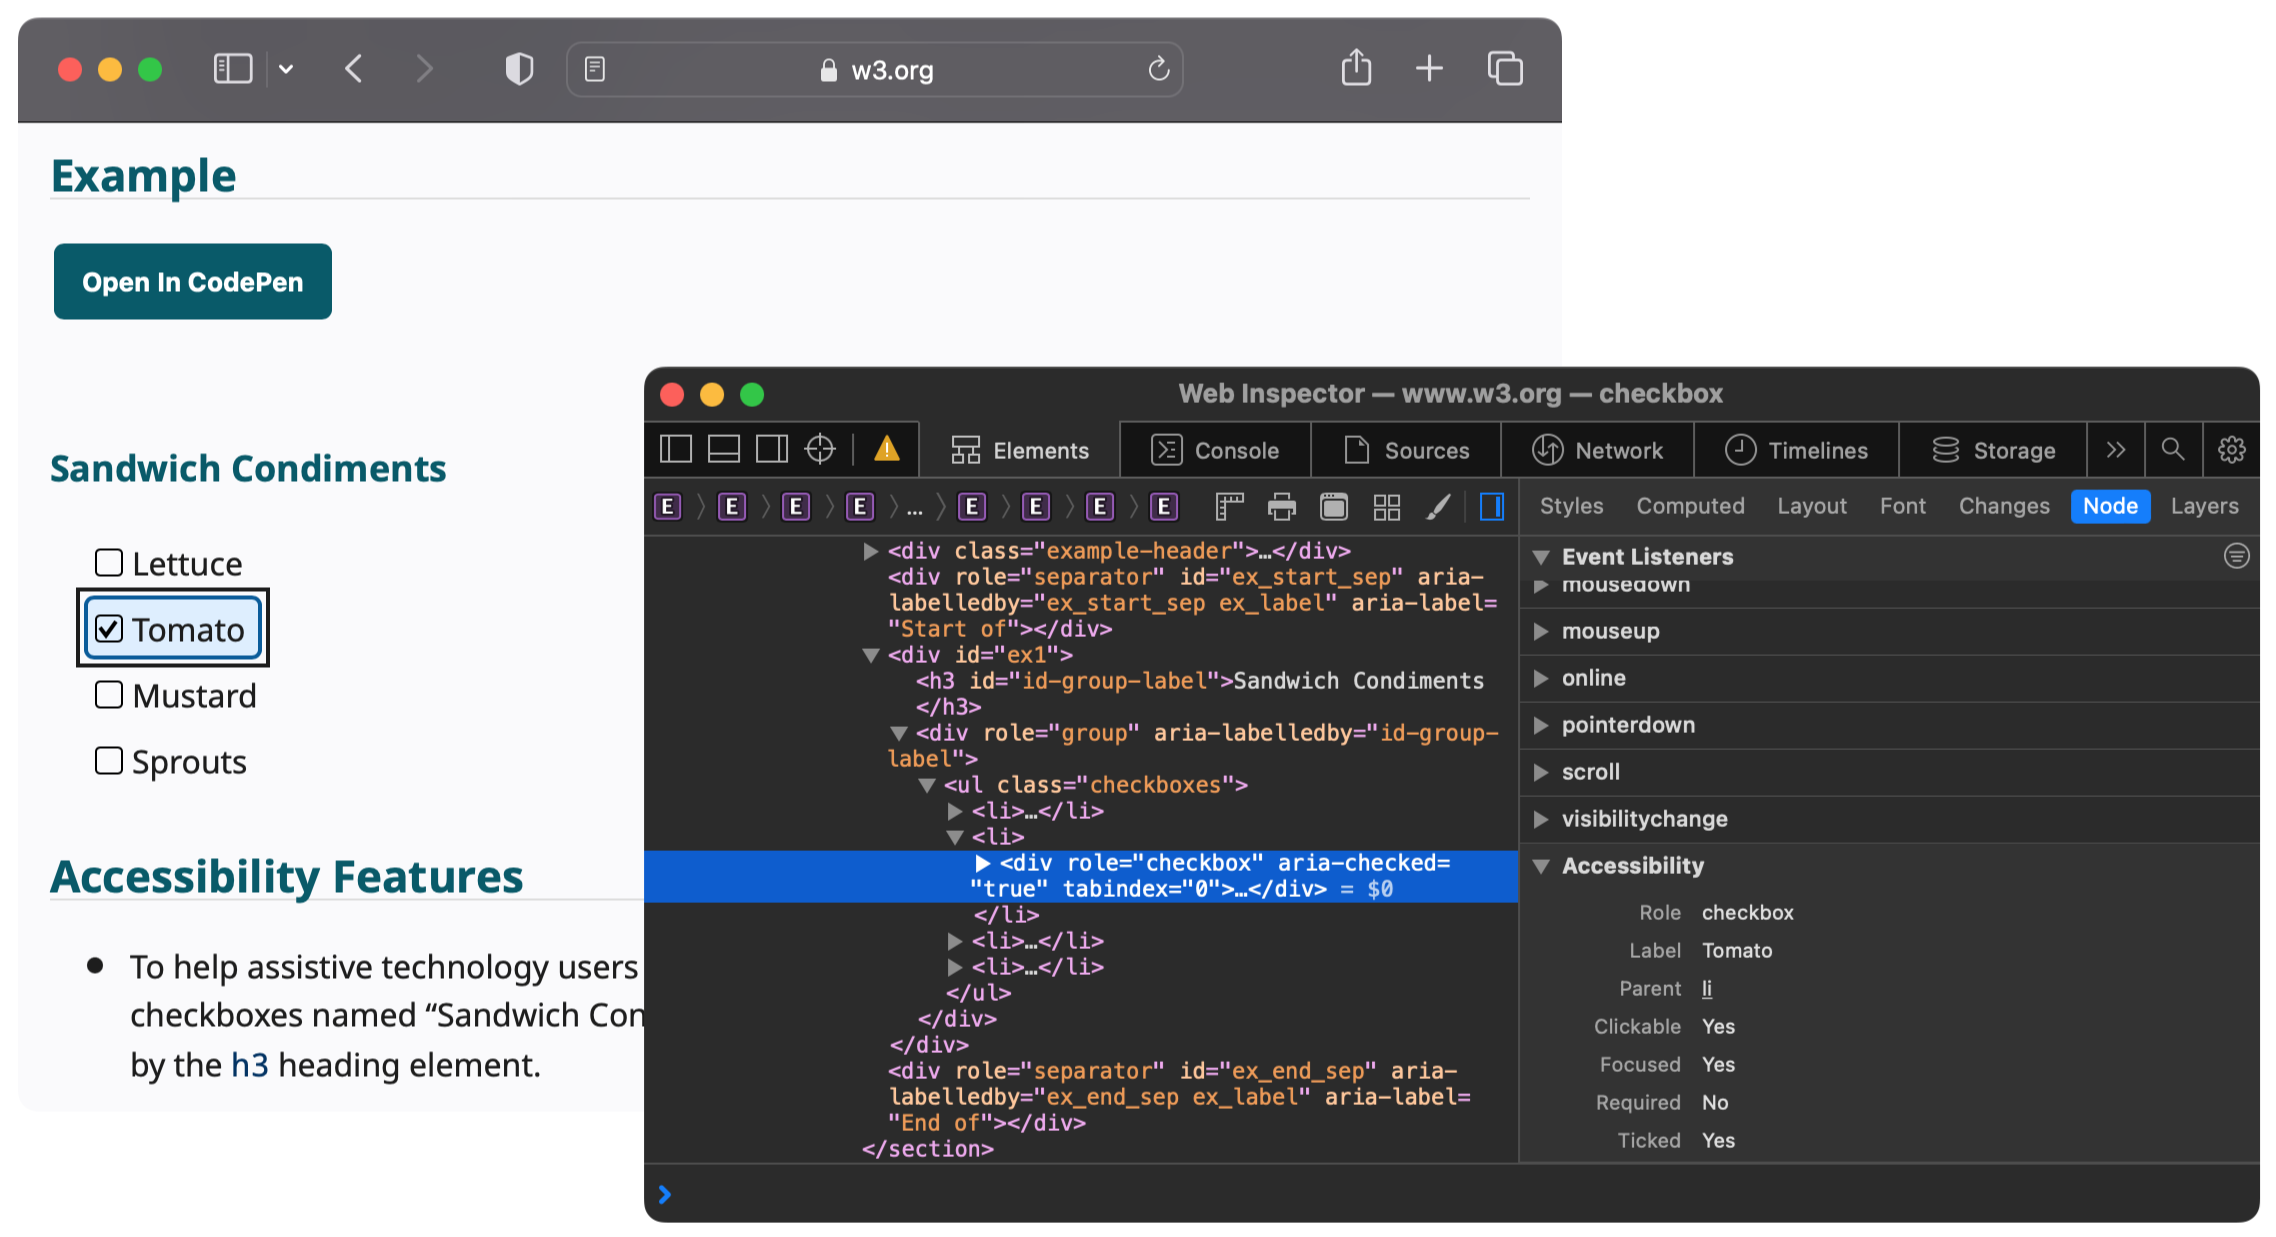 w3.org
Example
Open In CodePen
Sandwich Condiments
Lettuce
Tomato
Mustard
Sprouts
Accessibility Features
To help assistive technology users
checkboxes named “Sandwich Con
by the h3 heading element.
Web Inspector — www.w3.org — checkbox
Elements
Console
Sources
Network
Timelines
Storage
E 〉 E 〉 E 〉 E 〉 … 〉 E 〉 E 〉 E 〉 E
Styles Computed Layout Font Changes Node Layers
<div class="example-header">…</div>
<div role="separator" id="ex_start_sep" aria-
labelledby="ex_start_sep ex_label" aria-label=
"Start of"></div>
<div id="ex1">
<h3 id="id-group-label">Sandwich Condiments
</h3>
<div role="group" aria-labelledby="id-group-
label">
<ul class="checkboxes">
<li>…</li>
<li>
<div role="checkbox" aria-checked=
"true" tabindex="0">…</div> = $0
</li>
<li>…</li>
<li>…</li>
</ul>
</div>
</div>
<div role="separator" id="ex_end_sep" aria-
labelledby="ex_end_sep ex_label" aria-label=
"End of"></div>
</section>
Event Listeners
mousedown
mouseup
online
pointerdown
scroll
visibilitychange
Accessibility
Role checkbox
Label Tomato
Parent li
Clickable Yes
Focused Yes
Required No
Ticked Yes